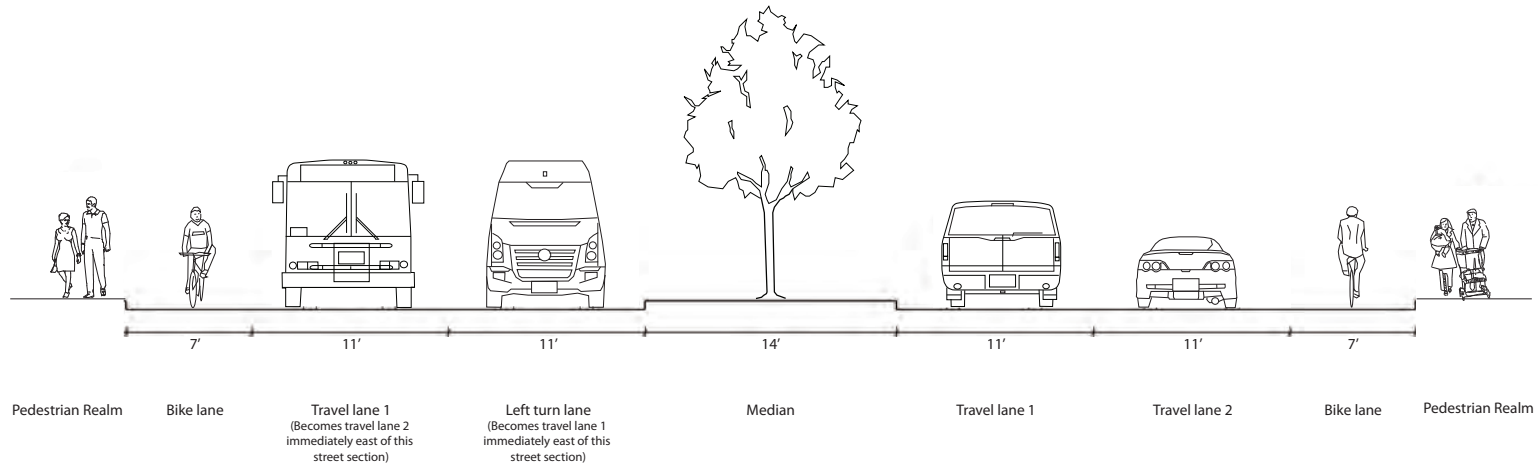 7′
11′
11′
14′
11′
11′
7′
Pedestrian Realm
Bike lane
Travel lane 1
(Becomes travel lane 2
immediately east of this
street section)
Left turn lane
(Becomes travel lane 1
immediately east of this
street section)
Median
Travel lane 1
Travel lane 2
Bike lane
Pedestrian Realm